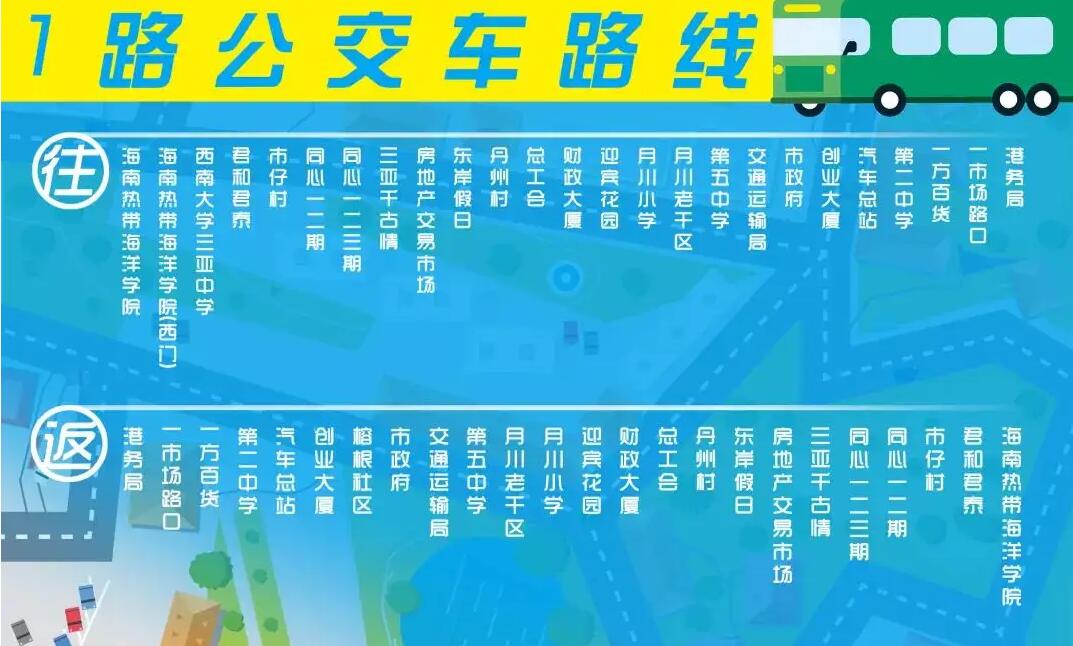 1路公交车路线
往
海南热带海洋学院
海南热带海洋学院(西门)
西南大学三亚中学
君和君泰
市仔村
同心一二期
同心一二三期
三亚千古情
房地产交易市场
东岸假日
丹州村
总工会
财政大厦
迎宾花园
月川小学
月川老干区
第五中学
交通运输局
市政府
创业大厦
汽车总站
第二中学
一方百货
一市场路口
港务局
返
港务局
一市场路口
一方百货
第二中学
汽车总站
创业大厦
榕根社区
市政府
交通运输局
第五中学
月川老干区
月川小学
迎宾花园
财政大厦
总工会
丹州村
东岸假日
房地产交易市场
三亚千古情
同心一二三期
同心一二期
市仔村
君和君泰
海南热带海洋学院